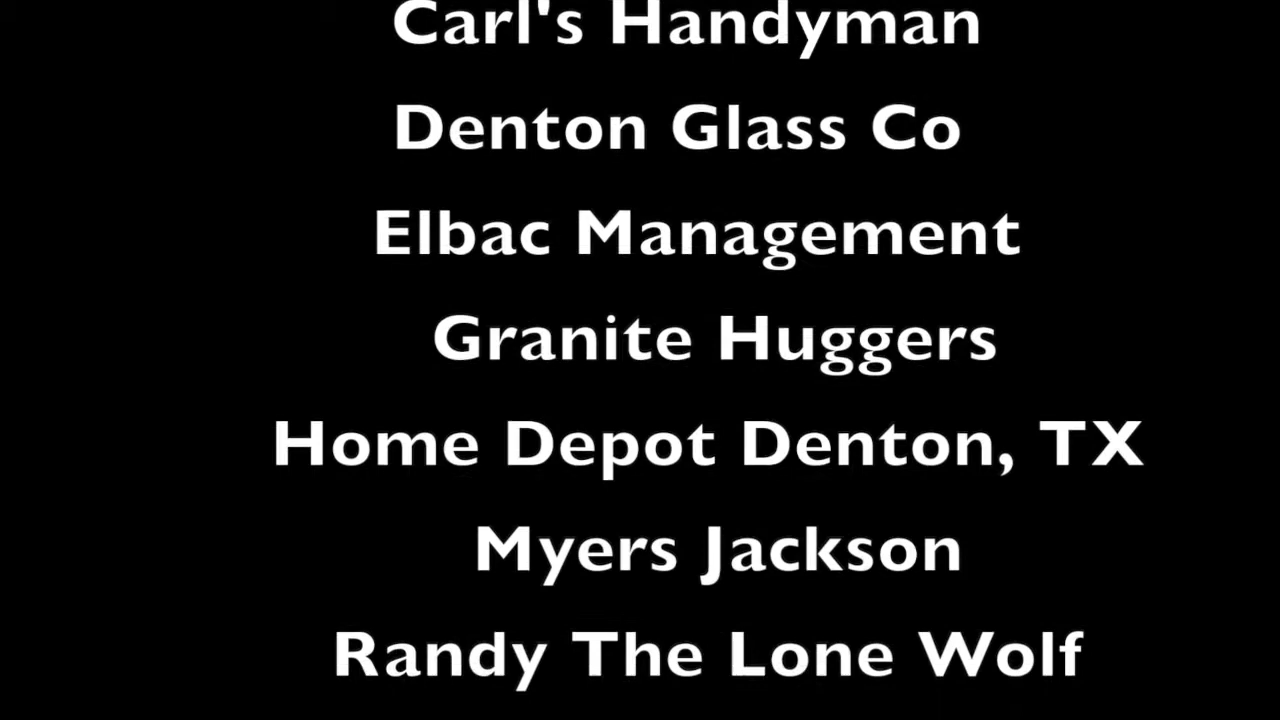 Carl's Handyman
Denton Glass Co
Elbac Management
Granite Huggers
Home Depot Denton, TX
Myers Jackson
Randy The Lone Wolf